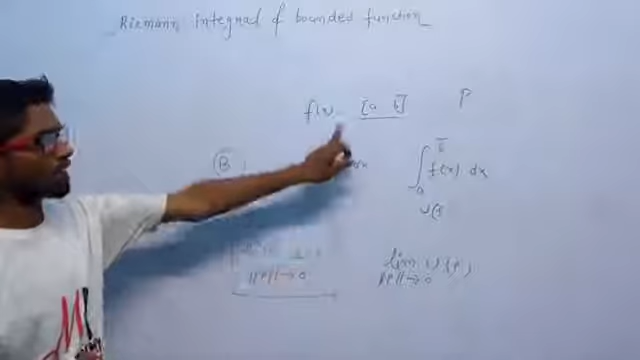 Riemann integral of bounded function
f(x) [a b] P
B
∫ₐ^b̄ f(x) dx
U(
||P||→0
lim U(P)
||P||→0